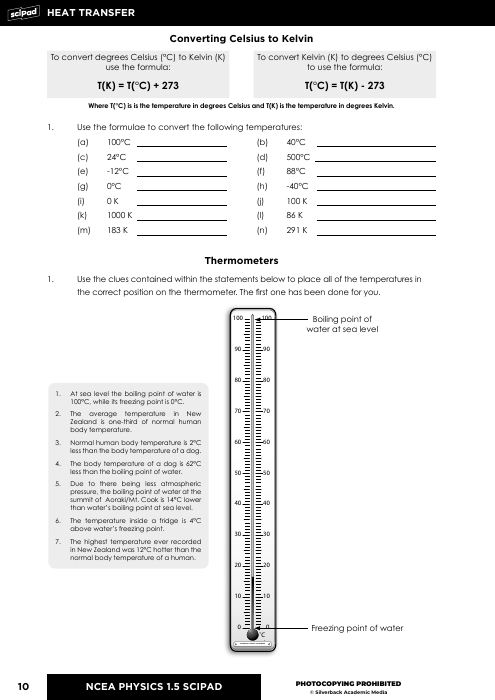 scipad HEAT TRANSFER
Converting Celsius to Kelvin
To convert degrees Celsius (°C) to Kelvin (K)
use the formula:
T(K) = T(°C) + 273
To convert Kelvin (K) to degrees Celsius (°C)
to use the formula:
T(°C) = T(K) - 273
Where T(°C) is is the temperature in degrees Celsius and T(K) is the temperature in degrees Kelvin.
1. Use the formulae to convert the following temperatures:
(a) 100°C
(b) 40°C
(c) 24°C
(d) 500°C
(e) -12°C
(f) 88°C
(g) 0°C
(h) -40°C
(i) 0 K
(j) 100 K
(k) 1000 K
(l) 86 K
(m) 183 K
(n) 291 K
Thermometers
1. Use the clues contained within the statements below to place all of the temperatures in
the correct position on the thermometer. The first one has been done for you.
1. At sea level the boiling point of water is
100°C, while its freezing point is 0°C.
2. The average temperature in New
Zealand is one-third of normal human
body temperature.
3. Normal human body temperature is 2°C
less than the body temperature of a dog.
4. The body temperature of a dog is 62°C
less than the boiling point of water.
5. Due to there being less atmospheric
pressure, the boiling point of water at the
summit of Aoraki/Mt. Cook is 14°C lower
than water's boiling point at sea level.
6. The temperature inside a fridge is 4°C
above water's freezing point.
7. The highest temperature ever recorded
in New Zealand was 12°C hotter than the
normal body temperature of a human.
100 100
90 90
80 80
70 70
60 60
50 50
40 40
30 30
20 20
10 10
0 0
°C
Boiling point of
water at sea level
Freezing point of water
10 NCEA PHYSICS 1.5 SCIPAD
PHOTOCOPYING PROHIBITED
© Silverback Academic Media